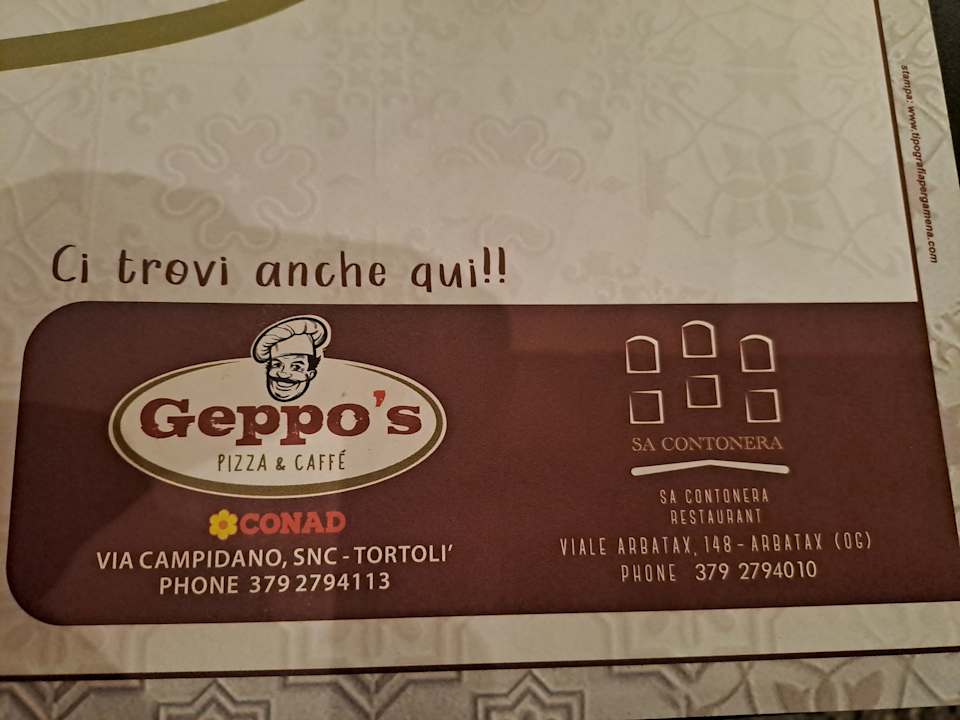 stampa: www.tipografiapergamena.com
Ci trovi anche qui!!
Geppo's
PIZZA & CAFFÉ
CONAD
VIA CAMPIDANO, SNC - TORTOLI'
PHONE 379 2794113
SA CONTONERA
SA CONTONERA
RESTAURANT
VIALE ARBATAX, 148 - ARBATAX (OG)
PHONE 379 2794010